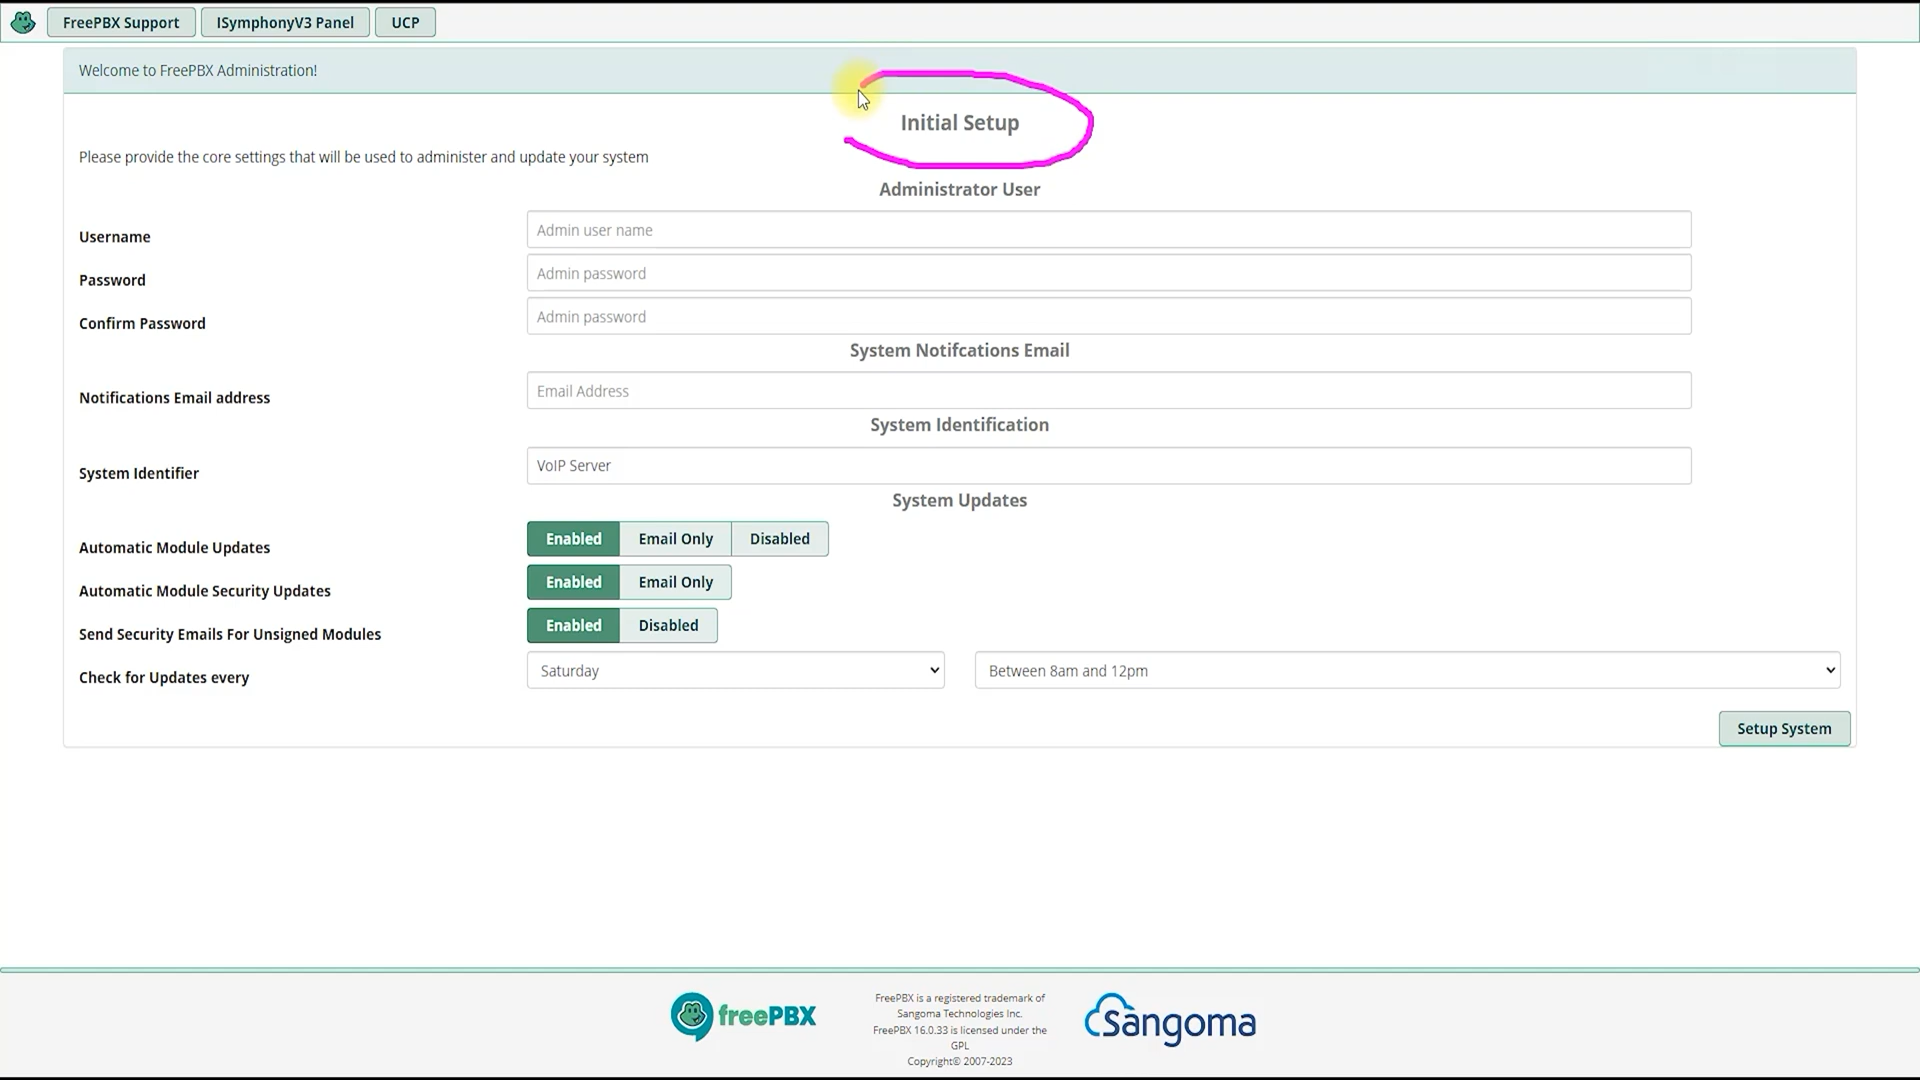 FreePBX Support ISymphonyV3 Panel UCP
Welcome to FreePBX Administration!
Initial Setup
Please provide the core settings that will be used to administer and update your system
Administrator User
Username Admin user name
Password Admin password
Confirm Password Admin password
System Notifcations Email
Notifications Email address Email Address
System Identification
System Identifier VoIP Server
System Updates
Automatic Module Updates Enabled Email Only Disabled
Automatic Module Security Updates Enabled Email Only
Send Security Emails For Unsigned Modules Enabled Disabled
Check for Updates every Saturday Between 8am and 12pm
Setup System
freePBX
FreePBX is a registered trademark of
Sangoma Technologies Inc.
FreePBX 16.0.33 is licensed under the
GPL
Copyright© 2007-2023
Sangoma